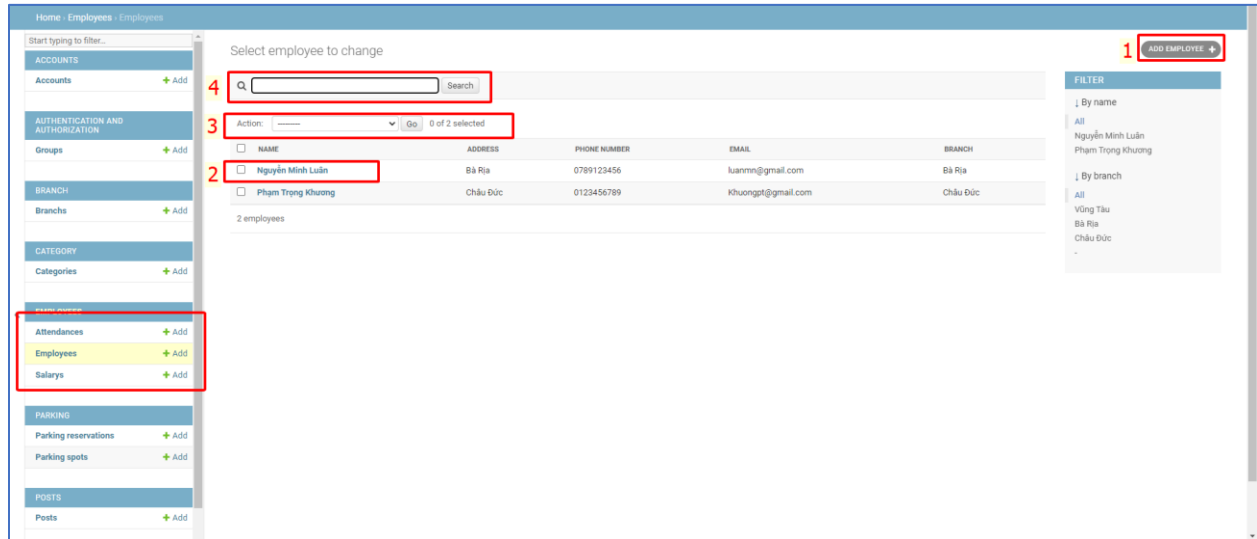 Home › Employees › Employees
Start typing to filter...
ACCOUNTS
Accounts + Add
AUTHENTICATION AND
AUTHORIZATION
Groups + Add
BRANCH
Branchs + Add
CATEGORY
Categories + Add
EMPLOYEES
Attendances + Add
Employees + Add
Salarys + Add
PARKING
Parking reservations + Add
Parking spots + Add
POSTS
Posts + Add
Select employee to change
1 ADD EMPLOYEE +
4 Search
3 Action: --------- Go 0 of 2 selected
NAME ADDRESS PHONE NUMBER EMAIL BRANCH
2 Nguyễn Minh Luân Bà Rịa 0789123456 luanmn@gmail.com Bà Rịa
Phạm Trọng Khương Châu Đức 0123456789 Khuongpt@gmail.com Châu Đức
2 employees
FILTER
↓ By name
All
Nguyễn Minh Luân
Phạm Trọng Khương
↓ By branch
All
Vũng Tàu
Bà Rịa
Châu Đức
-